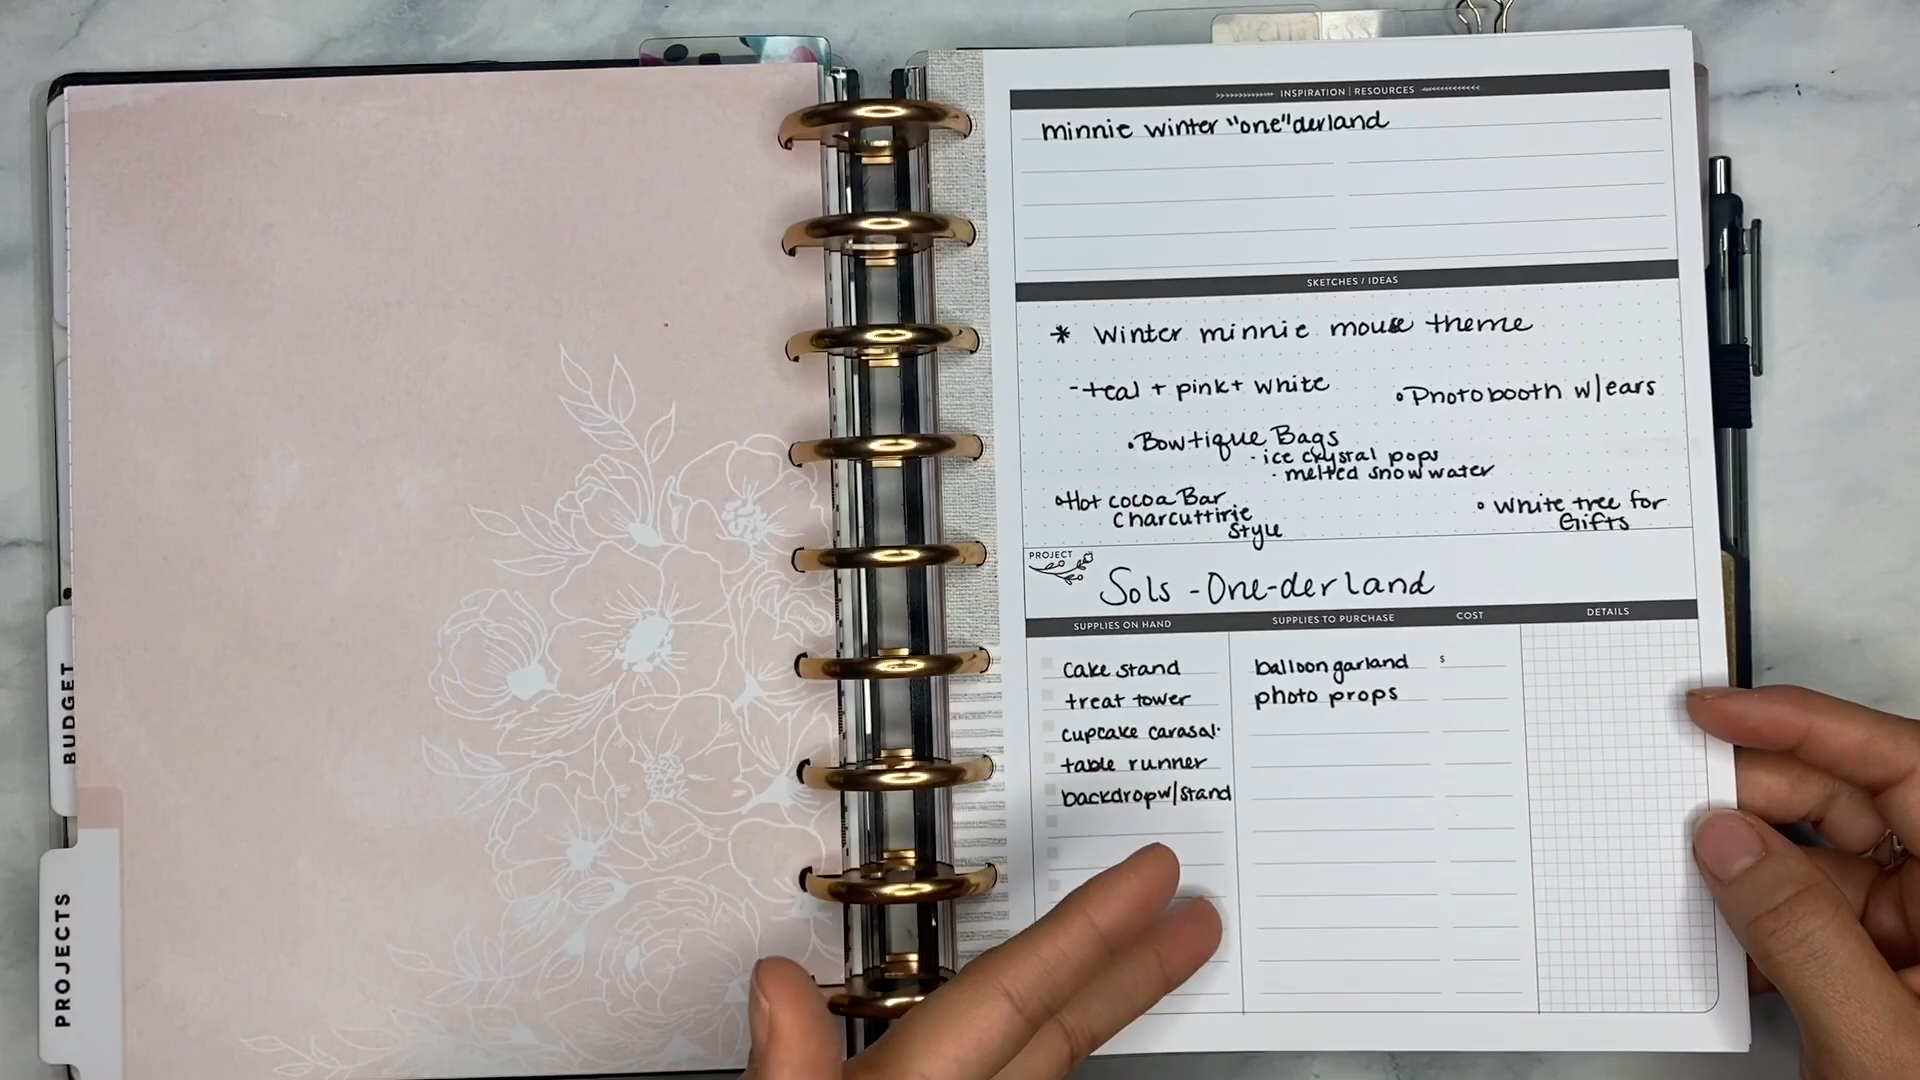 INSPIRATION | RESOURCES
minnie winter "one"derland
SKETCHES / IDEAS
* Winter minnie mouse theme
- teal + pink + white
• Photobooth w/ears
• Bowtique Bags
- ice crystal pops
• melted snow water
• Hot cocoa Bar
Charcuttirie
Style
• White tree for
Gifts
PROJECT
Sols - One-derland
SUPPLIES ON HAND
SUPPLIES TO PURCHASE
COST
DETAILS
cake stand
balloon garland
$
treat tower
photo props
cupcake carasal.
table runner
backdrop w/stand
BUDGET
PROJECTS